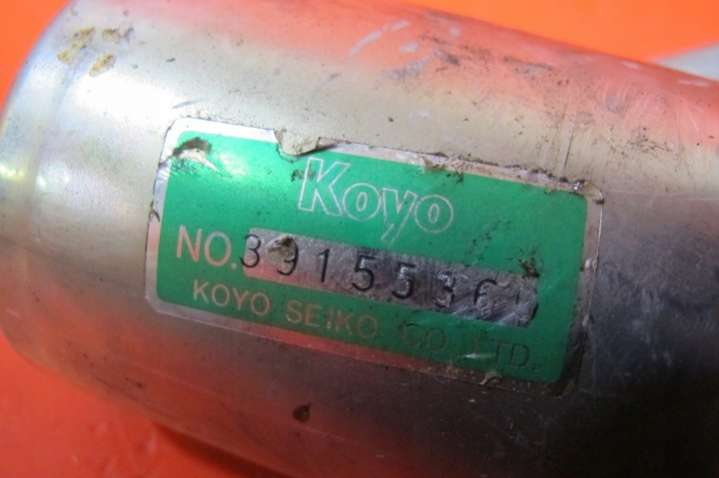 Koyo
NO. 3915536
KOYO SEIKO CO., LTD.